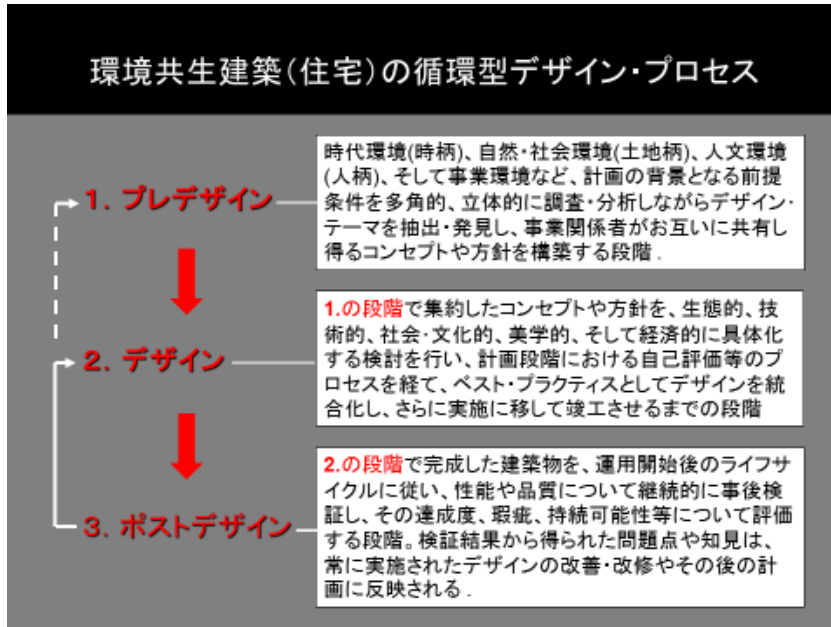 環境共生建築(住宅)の循環型デザイン・プロセス
1. プレデザイン
時代環境(時柄)、自然・社会環境(土地柄)、人文環境
(人柄)、そして事業環境など、計画の背景となる前提
条件を多角的、立体的に調査・分析しながらデザイン・
テーマを抽出・発見し、事業関係者がお互いに共有し
得るコンセプトや方針を構築する段階.
2. デザイン
1.の段階で集約したコンセプトや方針を、生態的、技
術的、社会・文化的、美学的、そして経済的に具体化
する検討を行い、計画段階における自己評価等のプ
ロセスを経て、ベスト・プラクティスとしてデザインを統
合化し、さらに実施に移して竣工させるまでの段階
3. ポストデザイン
2.の段階で完成した建築物を、運用開始後のライフサ
イクルに従い、性能や品質について継続的に事後検
証し、その達成度、瑕疵、持続可能性等について評価
する段階。検証結果から得られた問題点や知見は、
常に実施されたデザインの改善・改修やその後の計
画に反映される.